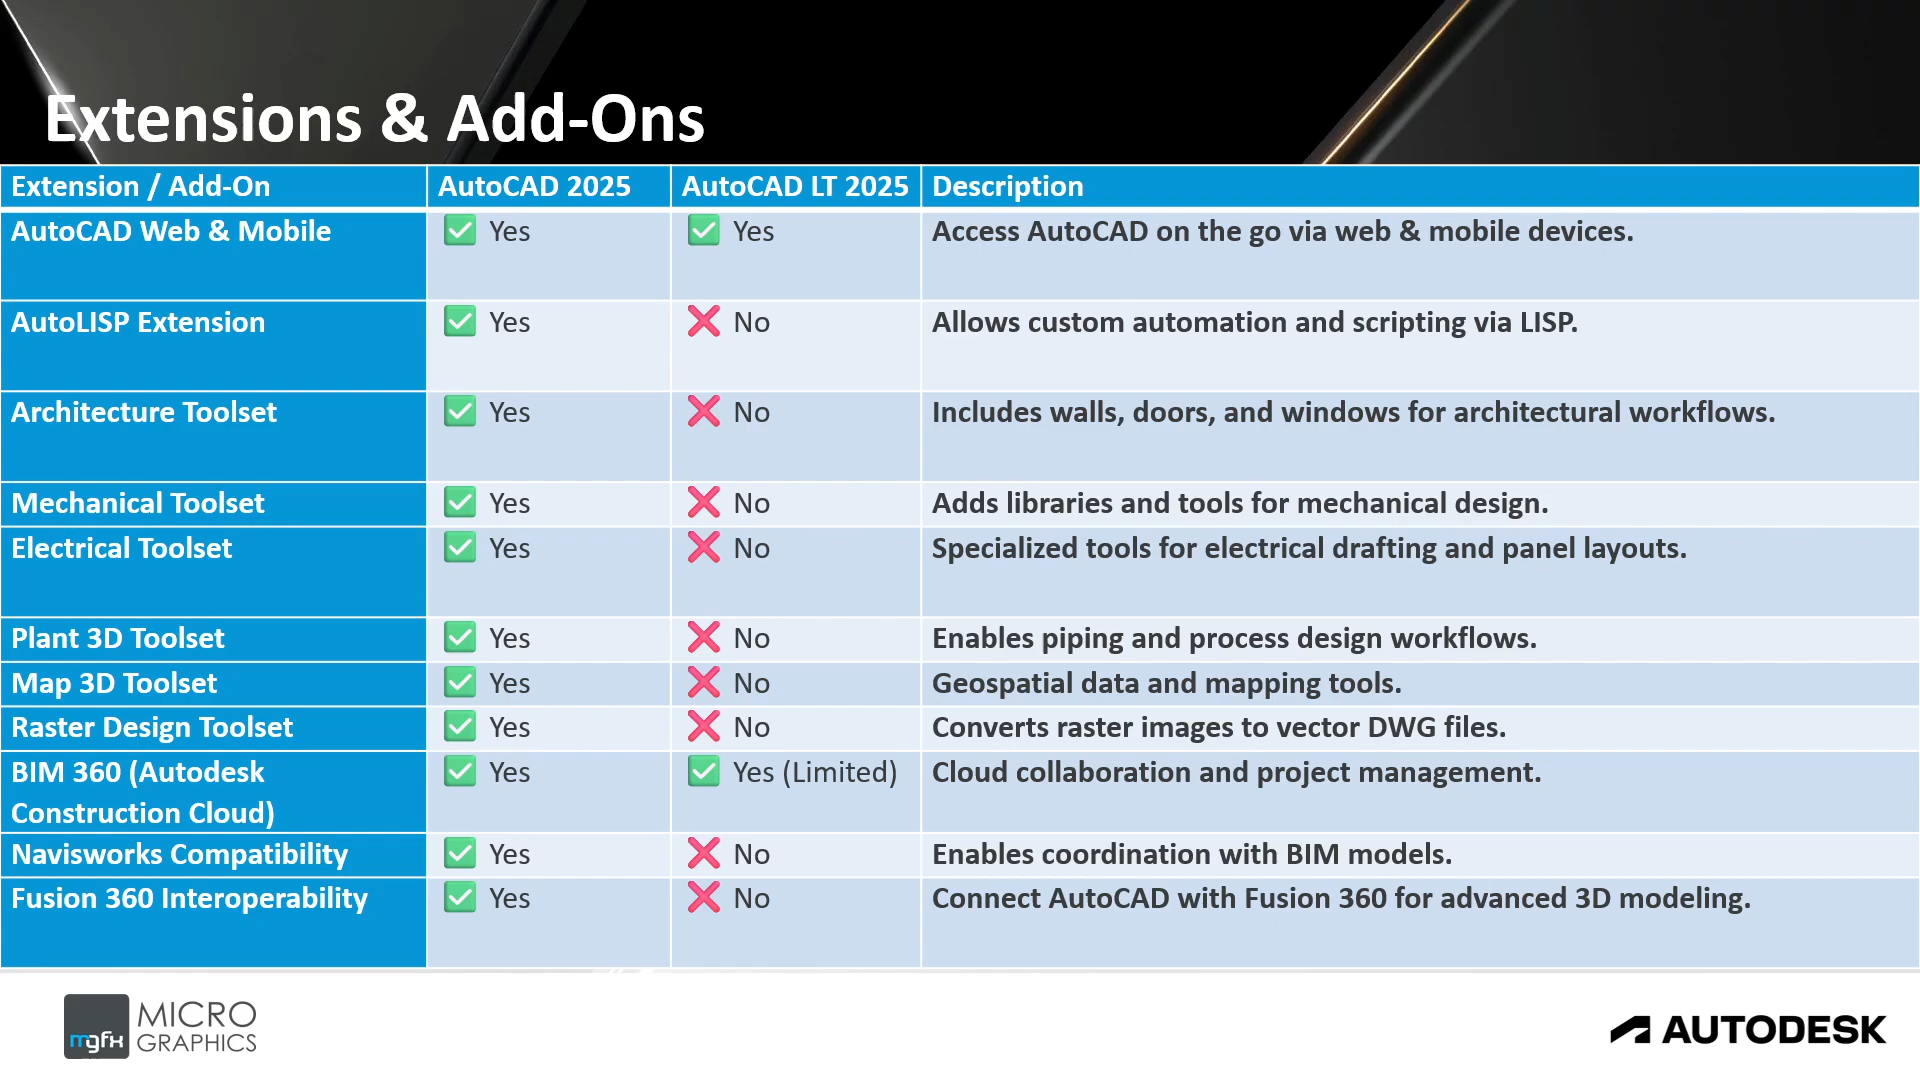 Extensions & Add-Ons
Extension / Add-On AutoCAD 2025 AutoCAD LT 2025 Description
AutoCAD Web & Mobile ✅ Yes ✅ Yes Access AutoCAD on the go via web & mobile devices.
AutoLISP Extension ✅ Yes ❌ No Allows custom automation and scripting via LISP.
Architecture Toolset ✅ Yes ❌ No Includes walls, doors, and windows for architectural workflows.
Mechanical Toolset ✅ Yes ❌ No Adds libraries and tools for mechanical design.
Electrical Toolset ✅ Yes ❌ No Specialized tools for electrical drafting and panel layouts.
Plant 3D Toolset ✅ Yes ❌ No Enables piping and process design workflows.
Map 3D Toolset ✅ Yes ❌ No Geospatial data and mapping tools.
Raster Design Toolset ✅ Yes ❌ No Converts raster images to vector DWG files.
BIM 360 (Autodesk ✅ Yes ✅ Yes (Limited) Cloud collaboration and project management.
Construction Cloud)
Navisworks Compatibility ✅ Yes ❌ No Enables coordination with BIM models.
Fusion 360 Interoperability ✅ Yes ❌ No Connect AutoCAD with Fusion 360 for advanced 3D modeling.
mgfx MICRO
GRAPHICS
AUTODESK